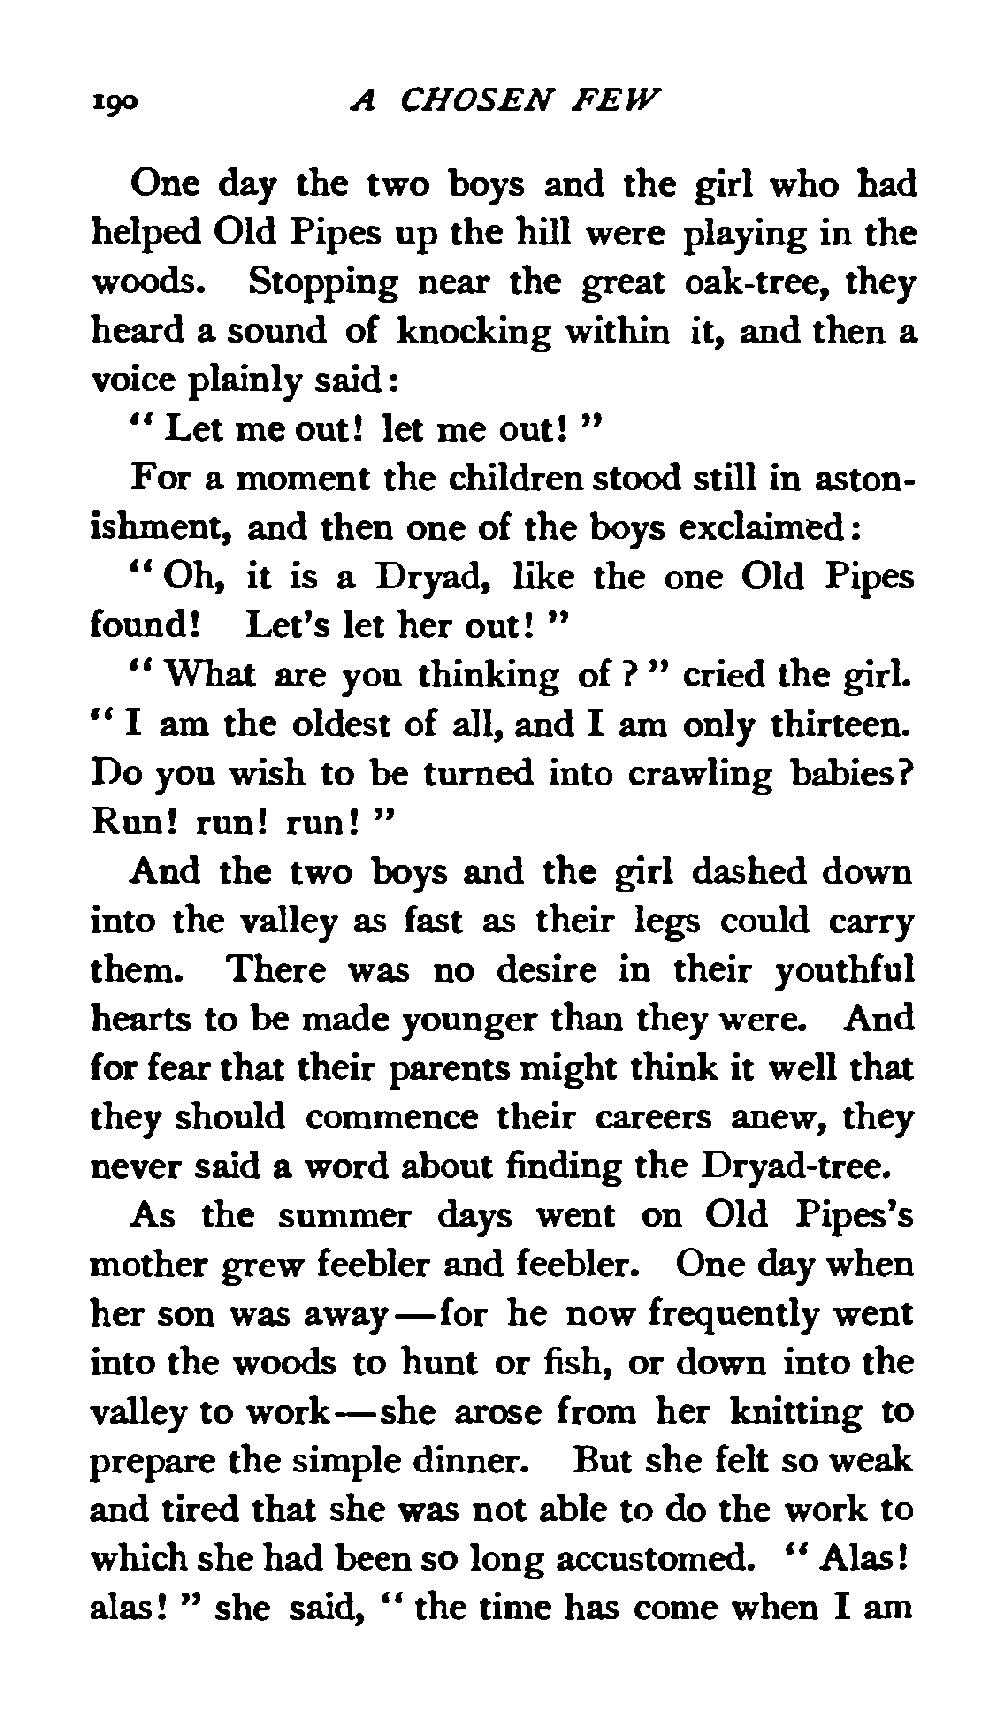 190 A CHOSEN FEW
One day the two boys and the girl who had
helped Old Pipes up the hill were playing in the
woods. Stopping near the great oak-tree, they
heard a sound of knocking within it, and then a
voice plainly said:
“Let me out! let me out!”
For a moment the children stood still in aston-
ishment, and then one of the boys exclaimed:
“Oh, it is a Dryad, like the one Old Pipes
found! Let’s let her out!”
“What are you thinking of?” cried the girl.
“I am the oldest of all, and I am only thirteen.
Do you wish to be turned into crawling babies?
Run! run! run!”
And the two boys and the girl dashed down
into the valley as fast as their legs could carry
them. There was no desire in their youthful
hearts to be made younger than they were. And
for fear that their parents might think it well that
they should commence their careers anew, they
never said a word about finding the Dryad-tree.
As the summer days went on Old Pipes’s
mother grew feebler and feebler. One day when
her son was away—for he now frequently went
into the woods to hunt or fish, or down into the
valley to work—she arose from her knitting to
prepare the simple dinner. But she felt so weak
and tired that she was not able to do the work to
which she had been so long accustomed. “Alas!
alas!” she said, “the time has come when I am